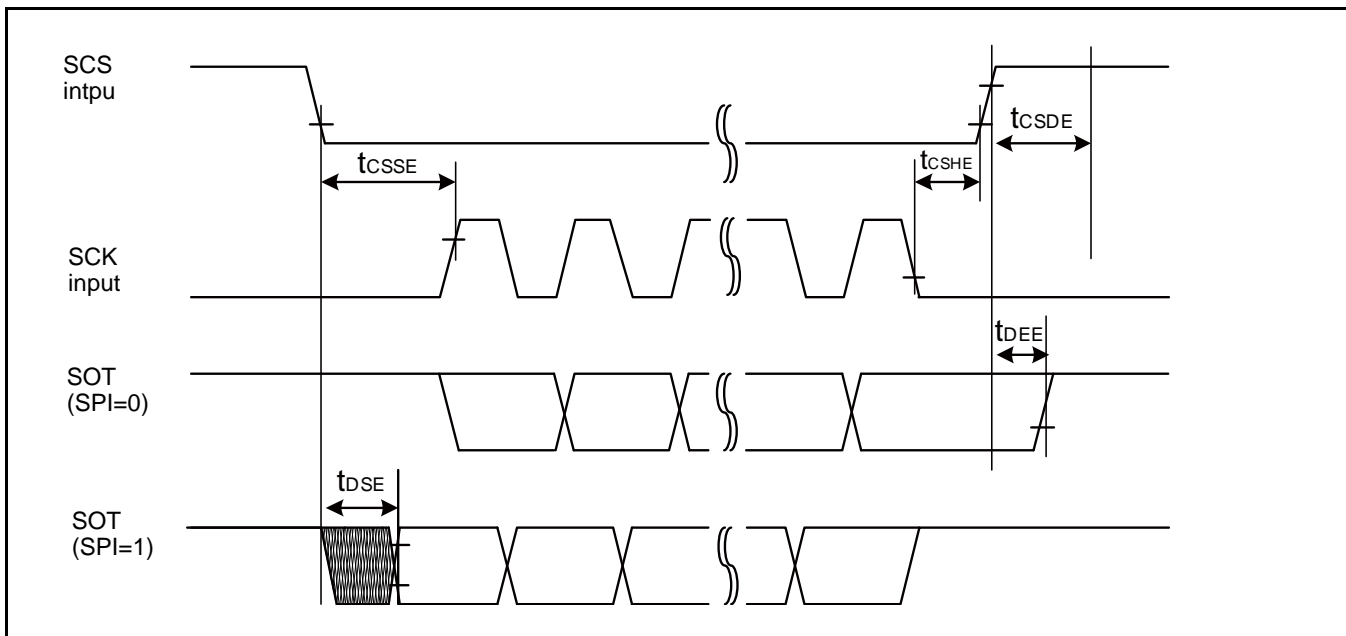 SCS
intpu
tCSDE
tCSSE
tCSHE
SCK
input
tDEE
SOT
(SPI=0)
tDSE
SOT
(SPI=1)